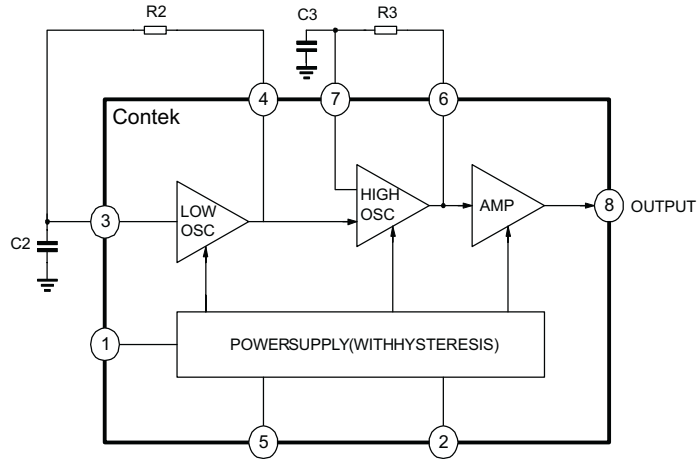 R2
C3
R3
4
7
6
Contek
LOW
OSC
HIGH
OSC
AMP
3
8
OUTPUT
C2
1
POWERSUPPLY(WITHHYSTERESIS)
5
2